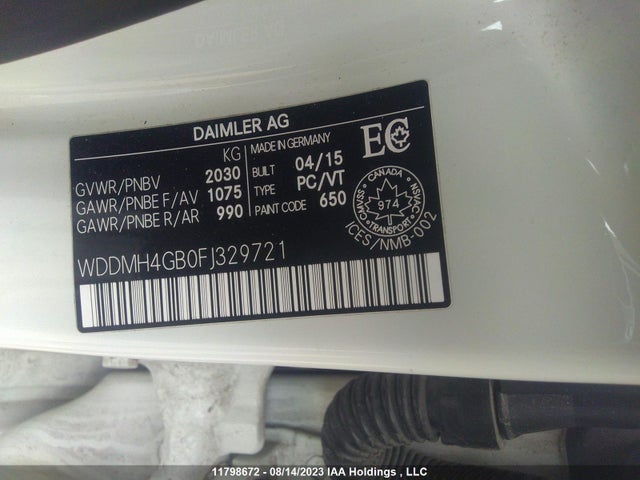 DAIMLER AG
KG
MADE IN GERMANY
GVWR/PNBV 2030 BUILT 04/15
GAWR/PNBE F/AV 1075 TYPE PC/VT
GAWR/PNBE R/AR 990 PAINT CODE 650
EC
CANADA
974
TRANSPORT
ICES/NMB-002
WDDMH4GB0FJ329721
11798672 - 08/14/2023 IAA Holdings , LLC